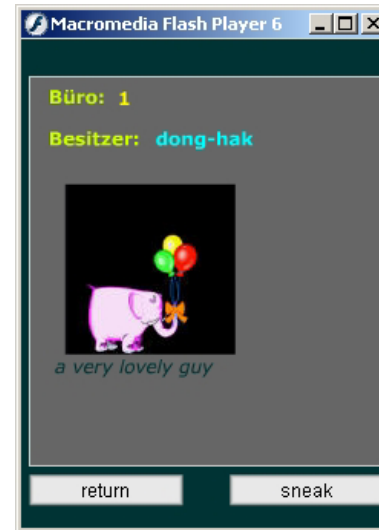 Macromedia Flash Player 6
Büro: 1
Besitzer: dong-hak
a very lovely guy
return sneak